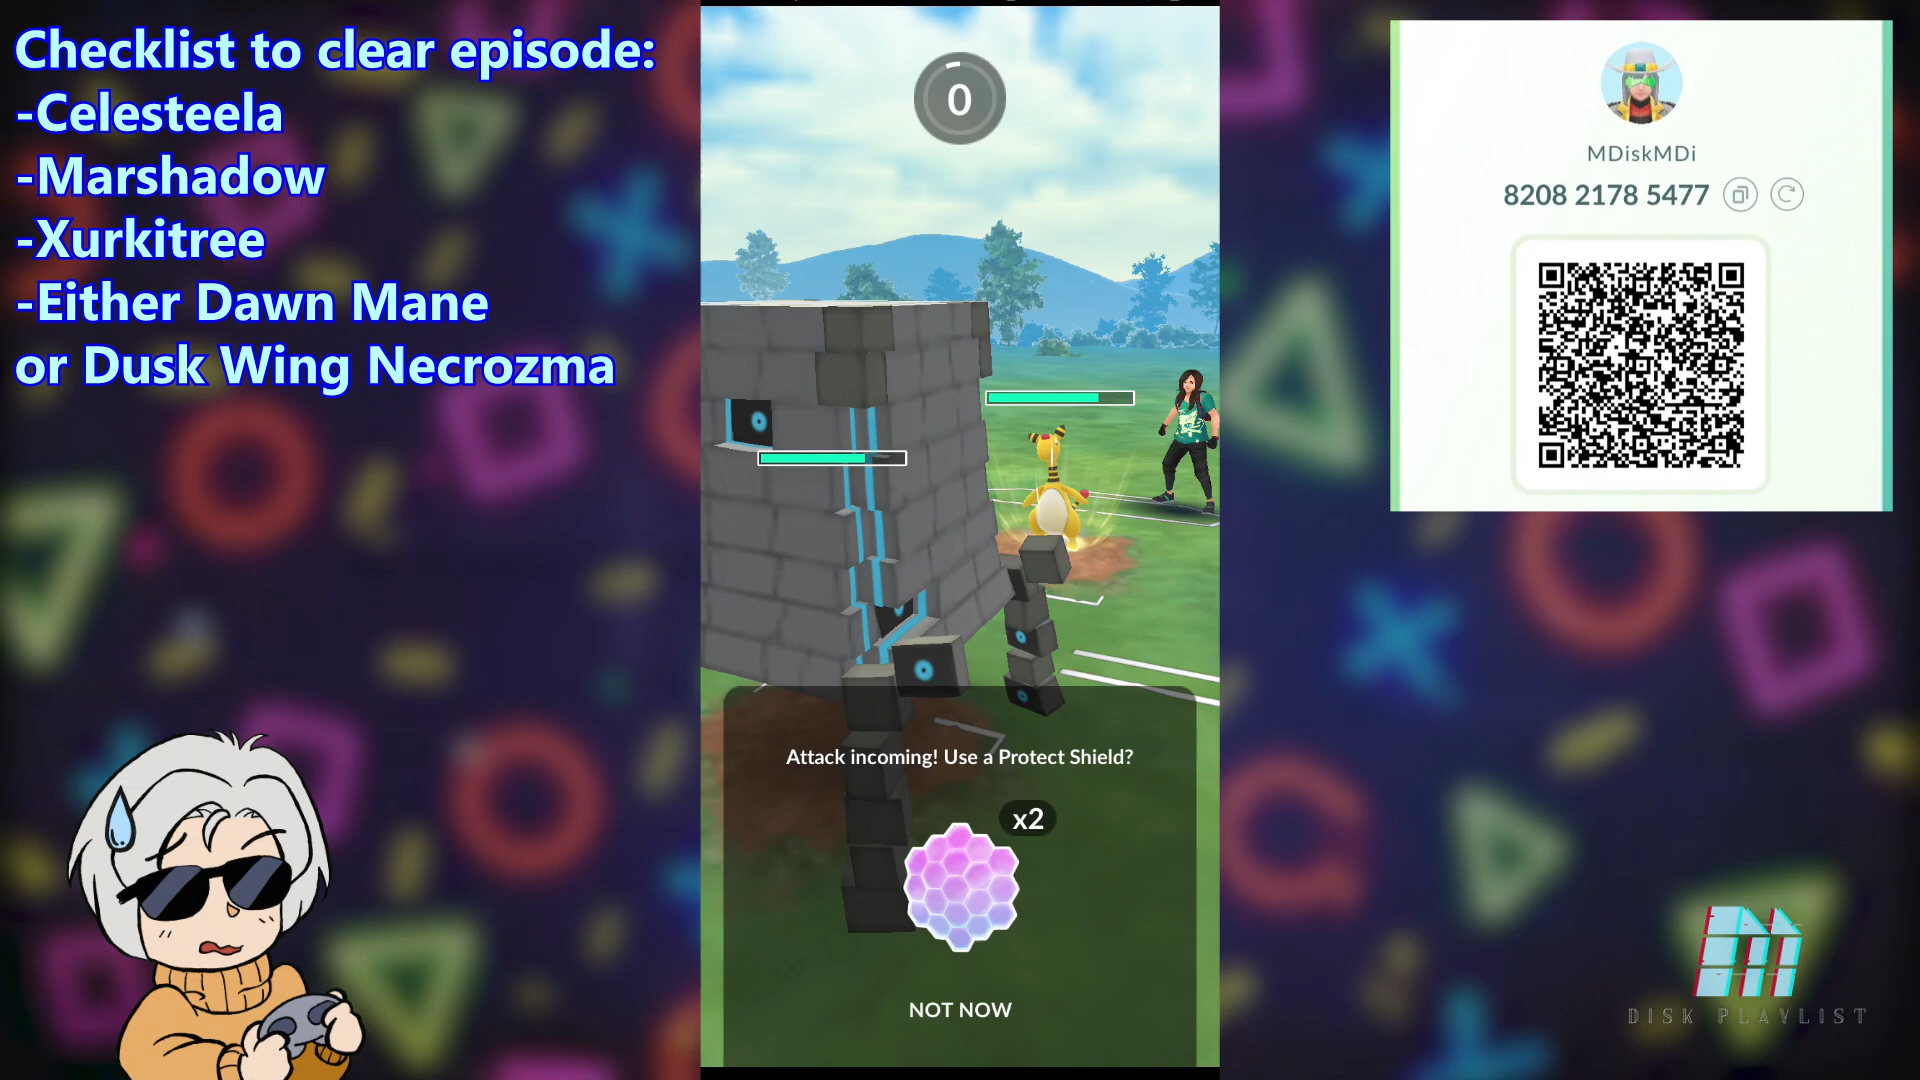 Checklist to clear episode:
-Celesteela
-Marshadow
-Xurkitree
-Either Dawn Mane
or Dusk Wing Necrozma
0
Attack incoming! Use a Protect Shield?
x2
NOT NOW
MDiskMDi
8208 2178 5477
DISK PLAYLIST